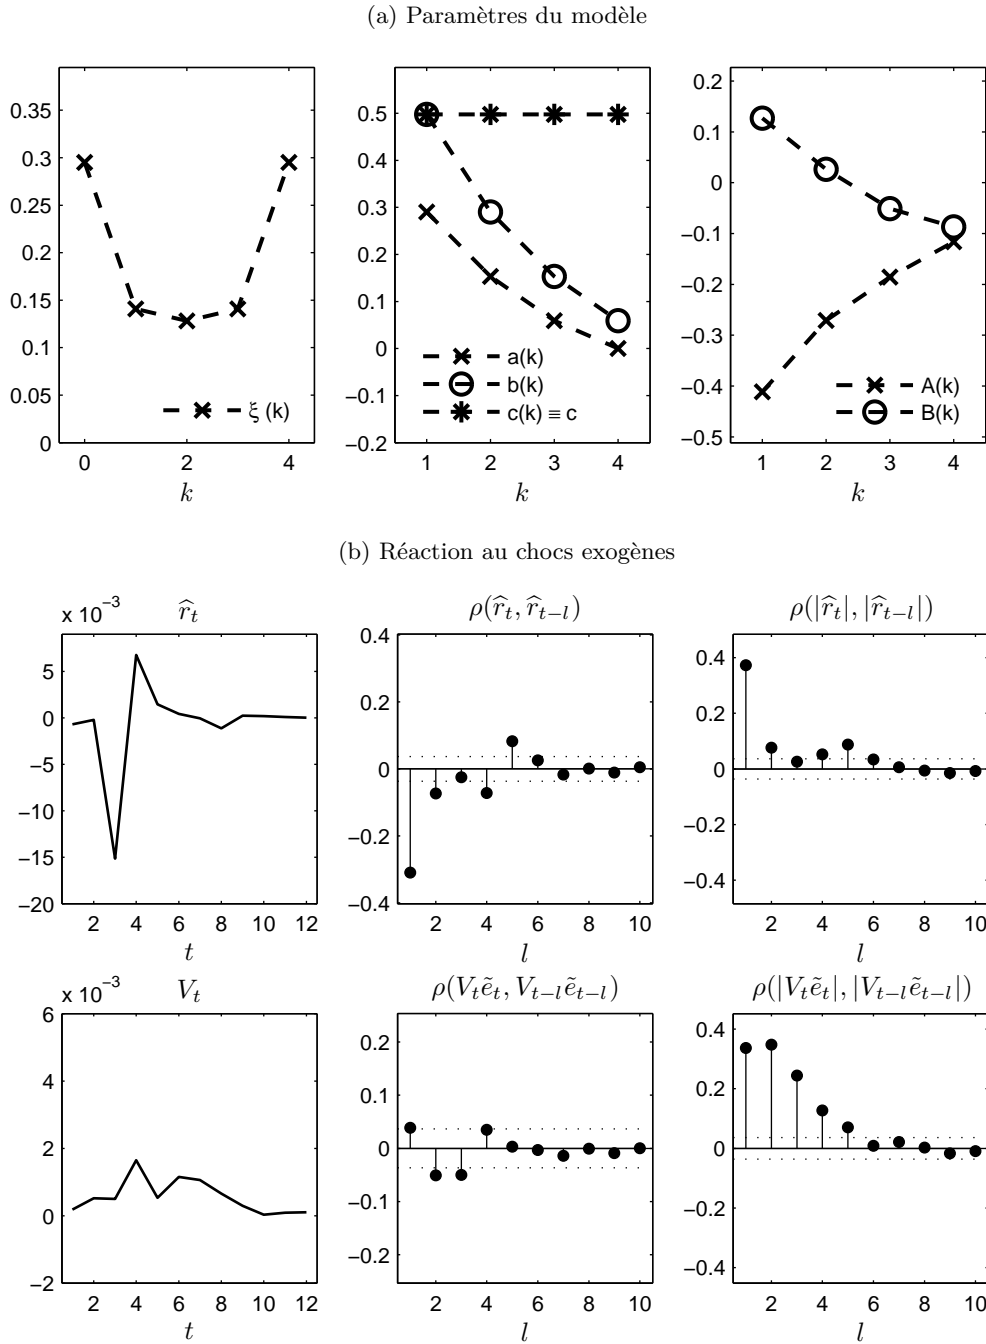 (a) Paramètres du modèle
0.35
0.3
0.25
0.2
0.15
0.1
0.05
0
0 2 4
k
ξ (k)
0.5
0.4
0.3
0.2
0.1
0
−0.1
−0.2
1 2 3 4
k
a(k)
b(k)
c(k) ≡ c
0.2
0.1
0
−0.1
−0.2
−0.3
−0.4
−0.5
1 2 3 4
k
A(k)
B(k)
(b) Réaction au chocs exogènes
x 10⁻³
r̂ₜ
5
0
−5
−10
−15
−20
2 4 6 8 10 12
t
ρ(r̂ₜ, r̂ₜ₋ₗ)
0.4
0.2
0
−0.2
−0.4
2 4 6 8 10
l
ρ(|r̂ₜ|, |r̂ₜ₋ₗ|)
0.4
0.2
0
−0.2
−0.4
2 4 6 8 10
l
x 10⁻³
Vₜ
6
4
2
0
−2
2 4 6 8 10 12
t
ρ(Vₜẽₜ, Vₜ₋ₗẽₜ₋ₗ)
0.2
0.1
0
−0.1
−0.2
2 4 6 8 10
l
ρ(|Vₜẽₜ|, |Vₜ₋ₗẽₜ₋ₗ|)
0.4
0.2
0
−0.2
−0.4
2 4 6 8 10
l